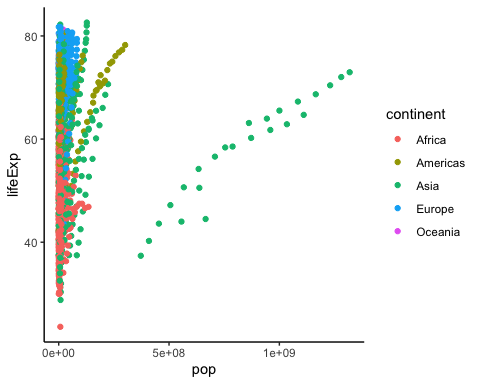 80
60
40
lifeExp
0e+00
5e+08
1e+09
pop
continent
Africa
Americas
Asia
Europe
Oceania